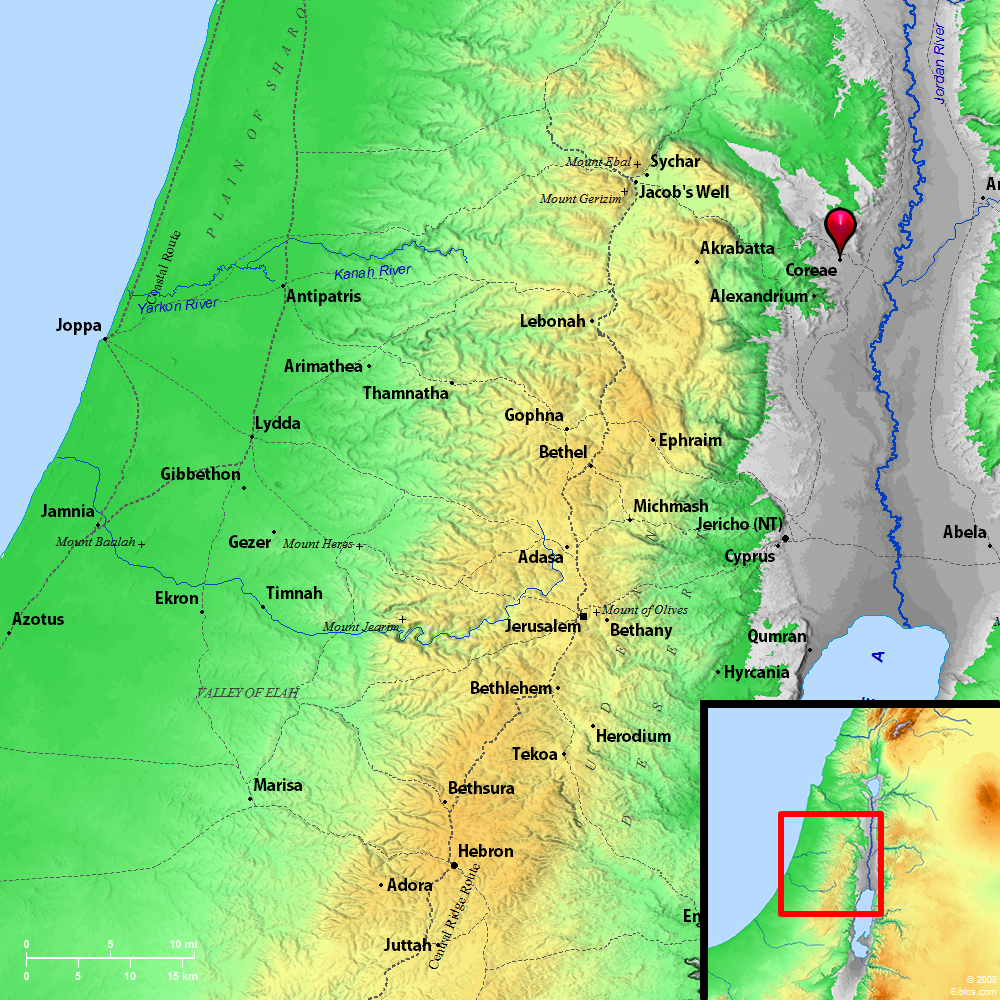 PLAIN OF SHARO
Jordan River
Mount Ebal
Sychar
Jacob's Well
Mount Gerizim
Coastal Route
Akrabatta
Coreae
Kanah River
Antipatris
Yarkon River
Alexandrium
Joppa
Lebonah
Arimathea
Thamnatha
Gophna
Lydda
Ephraim
Bethel
Gibbethon
Michmash
Jamnia
Jericho (NT)
Mount Baalah
Gezer
Mount Heres
Adasa
Cyprus
Abela
Ekron
Timnah
Mount of Olives
Azotus
Mount Jearim
Jerusalem
Bethany
Qumran
A
Hyrcania
VALLEY OF ELAH
Bethlehem
Herodium
Tekoa
JUD
DESER
Marisa
Bethsura
Hebron
Adora
Central Ridge Route
Juttah
En
0 5 10 mi
0 5 10 15 km
© 2008
Biblos.com